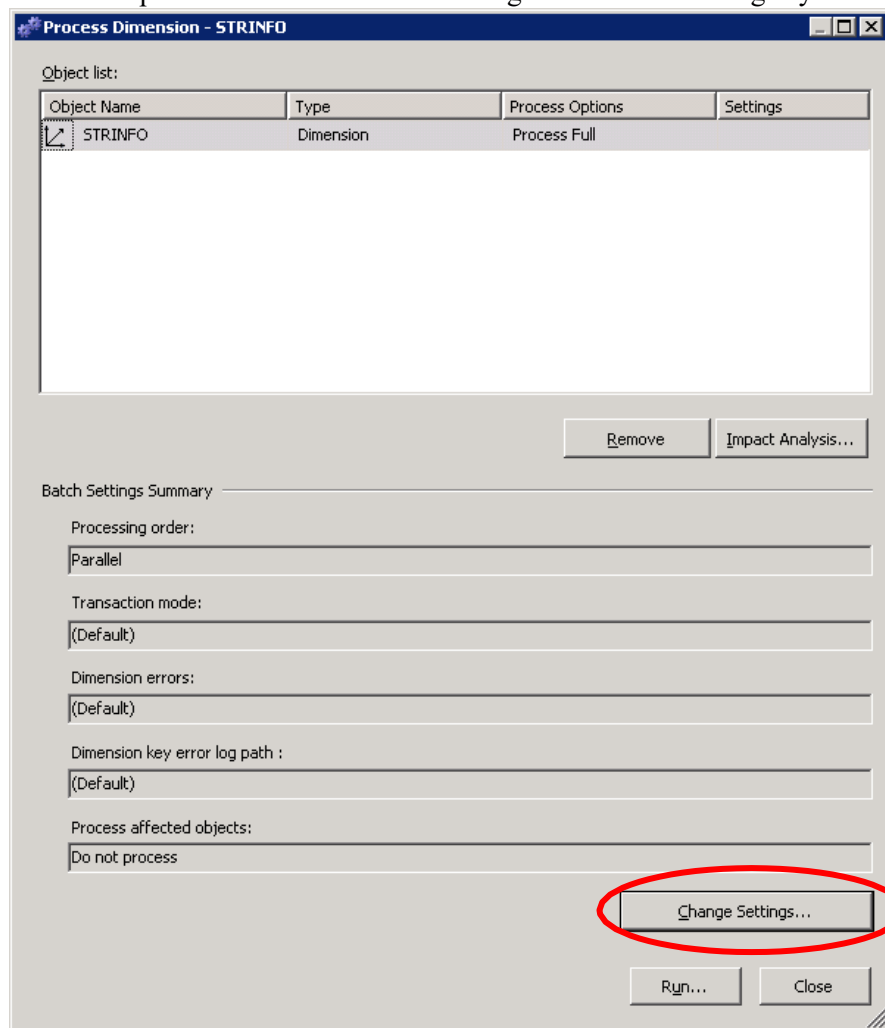 Process Dimension - STRINFO
Object list:
Object Name Type Process Options Settings
STRINFO Dimension Process Full
Remove Impact Analysis...
Batch Settings Summary
Processing order:
Parallel
Transaction mode:
(Default)
Dimension errors:
(Default)
Dimension key error log path :
(Default)
Process affected objects:
Do not process
Change Settings...
Run... Close